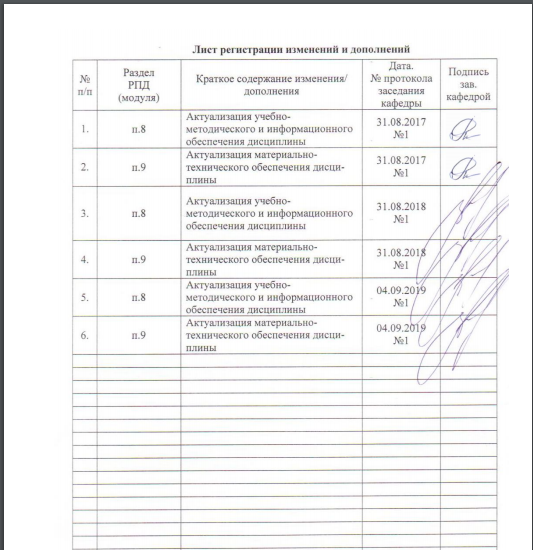 Лист регистрации изменений и дополнений
№
п/п
Раздел
РПД
(модуля)
Краткое содержание изменения/
дополнения
Дата.
№ протокола
заседания
кафедры
Подпись
зав.
кафедрой
1.
п.8
Актуализация учебно-
методического и информационного
обеспечения дисциплины
31.08.2017
№1
2.
п.9
Актуализация материально-
технического обеспечения дисци-
плины
31.08.2017
№1
3.
п.8
Актуализация учебно-
методического и информационного
обеспечения дисциплины
31.08.2018
№1
4.
п.9
Актуализация материально-
технического обеспечения дисци-
плины
31.08.2018
№1
5.
п.8
Актуализация учебно-
методического и информационного
обеспечения дисциплины
04.09.2019
№1
6.
п.9
Актуализация материально-
технического обеспечения дисци-
плины
04.09.2019
№1